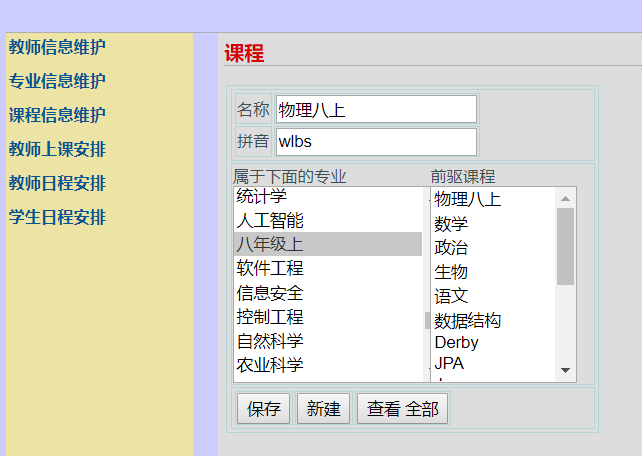 教师信息维护
专业信息维护
课程信息维护
教师上课安排
教师日程安排
学生日程安排
课程
名称 物理八上
拼音 wlbs
属于下面的专业
统计学
人工智能
八年级上
软件工程
信息安全
控制工程
自然科学
农业科学
前驱课程
物理八上
数学
政治
生物
语文
数据结构
Derby
JPA
保存 新建 查看 全部